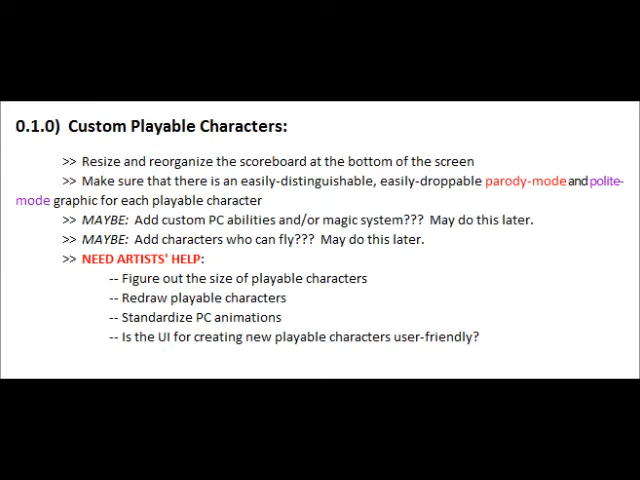 0.1.0) Custom Playable Characters:
>> Resize and reorganize the scoreboard at the bottom of the screen
>> Make sure that there is an easily-distinguishable, easily-droppable parody-mode and polite-
mode graphic for each playable character
>> MAYBE: Add custom PC abilities and/or magic system??? May do this later.
>> MAYBE: Add characters who can fly??? May do this later.
>> NEED ARTISTS' HELP:
-- Figure out the size of playable characters
-- Redraw playable characters
-- Standardize PC animations
-- Is the UI for creating new playable characters user-friendly?